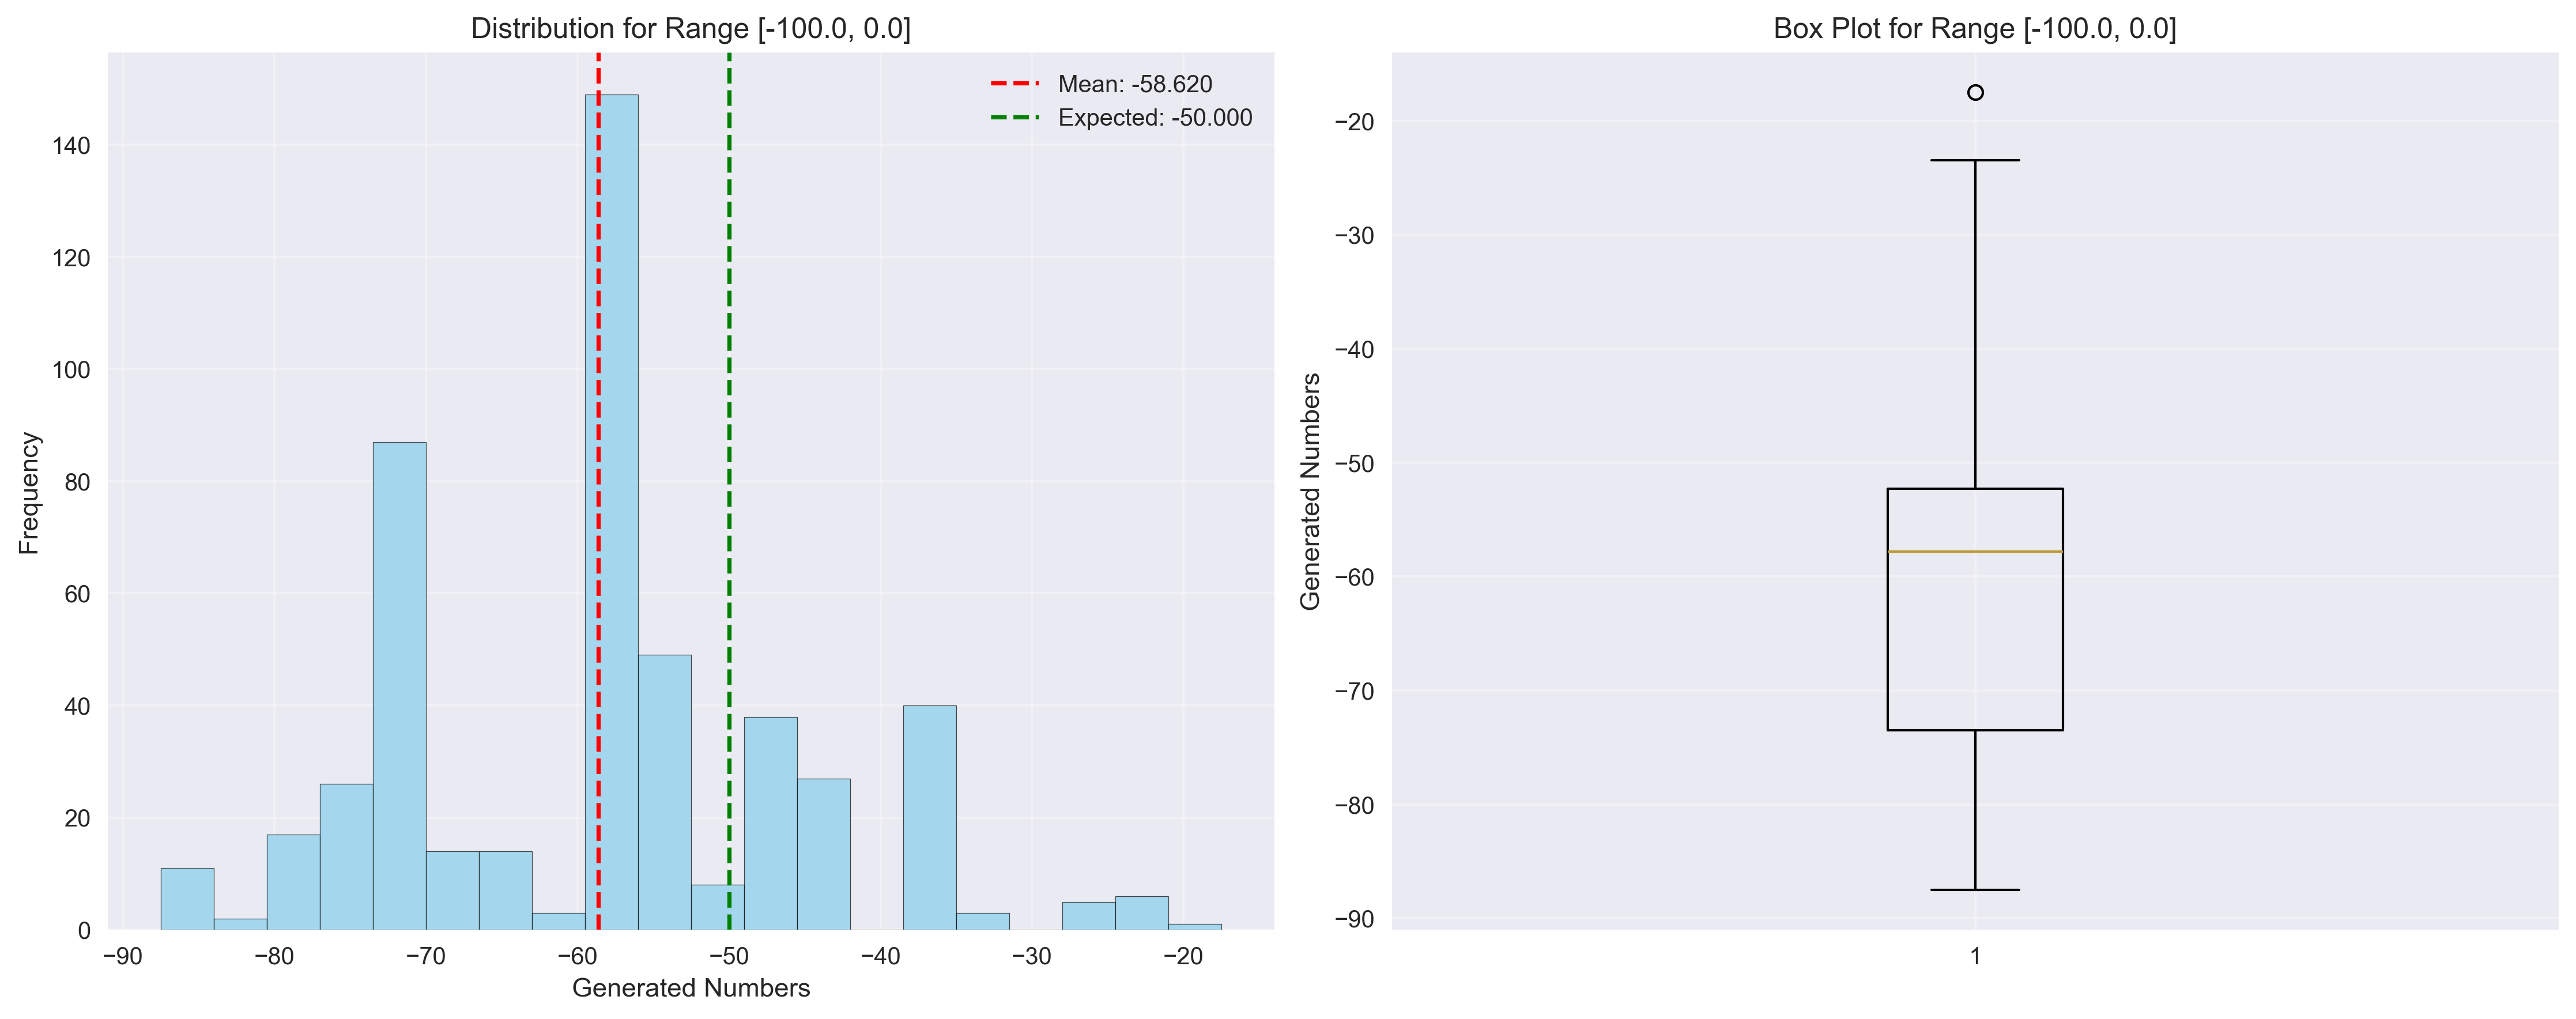 Distribution for Range [-100.0, 0.0]
Mean: -58.620
Expected: -50.000
Frequency
140
120
100
80
60
40
20
0
−90 −80 −70 −60 −50 −40 −30 −20
Generated Numbers
Box Plot for Range [-100.0, 0.0]
Generated Numbers
−20
−30
−40
−50
−60
−70
−80
−90
1